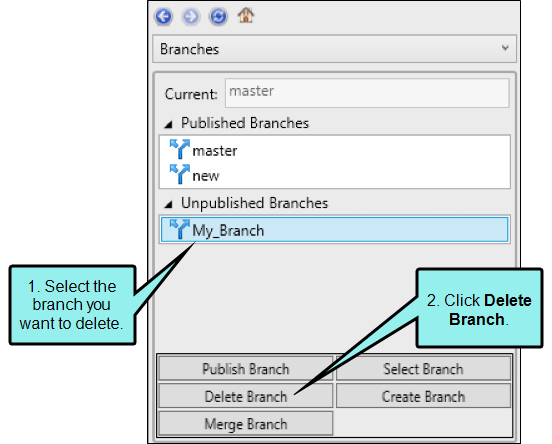 Branches
Current: master
Published Branches
master
new
Unpublished Branches
My_Branch
1. Select the
branch you
want to delete.
2. Click Delete
Branch.
Publish Branch Select Branch
Delete Branch Create Branch
Merge Branch